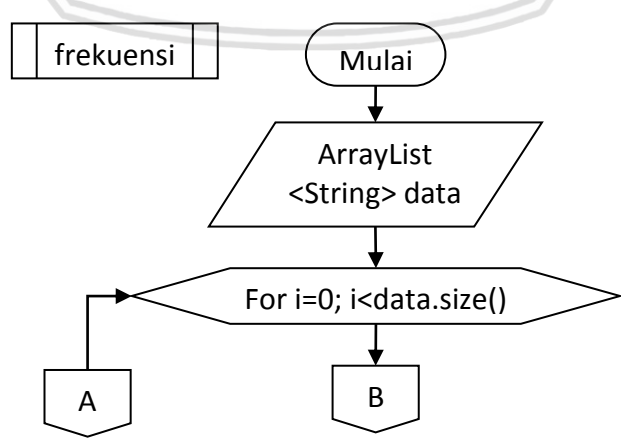 frekuensi
Mulai
ArrayList
<String> data
For i=0; i<data.size()
A
B